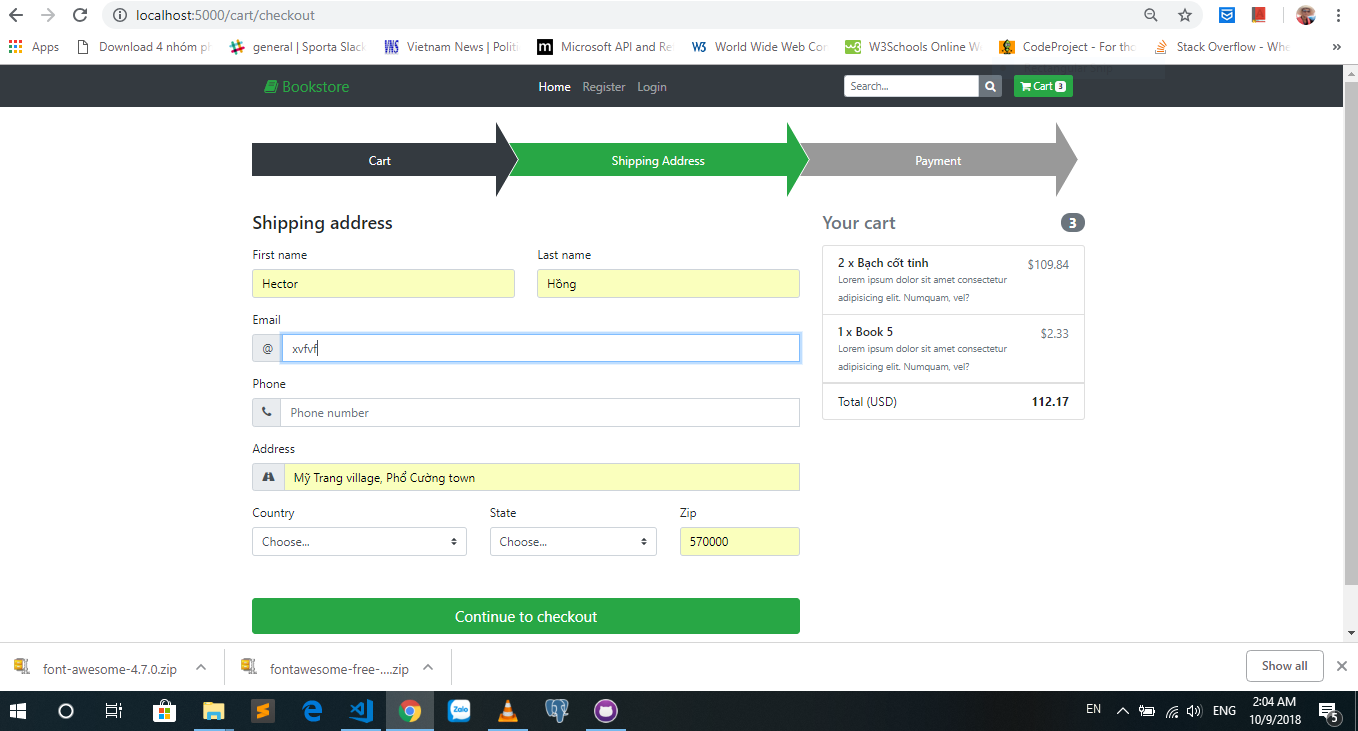 localhost:5000/cart/checkout
Apps Download 4 nhóm general | Sporta Slack Vietnam News | Polit Microsoft API and Re World Wide Web Con W3Schools Online CodeProject - For Stack Overflow - »
Bookstore Home Register Login Search... Cart 3
Cart Shipping Address Payment
Shipping address
First name Last name
Hector Hồng
Email
@ xvfvf
Phone
Phone number
Address
Mỹ Trang village, Phổ Cường town
Country State Zip
Choose... Choose... 570000
Continue to checkout
Your cart 3
2 x Bạch cốt tinh $109.84
Lorem ipsum dolor sit amet consectetur
adipisicing elit. Numquam, vel?
1 x Book 5 $2.33
Lorem ipsum dolor sit amet consectetur
adipisicing elit. Numquam, vel?
Total (USD) 112.17
font-awesome-4.7.0.zip fontawesome-free-....zip Show all
Zalo EN ENG 2:04 AM
10/9/2018 5